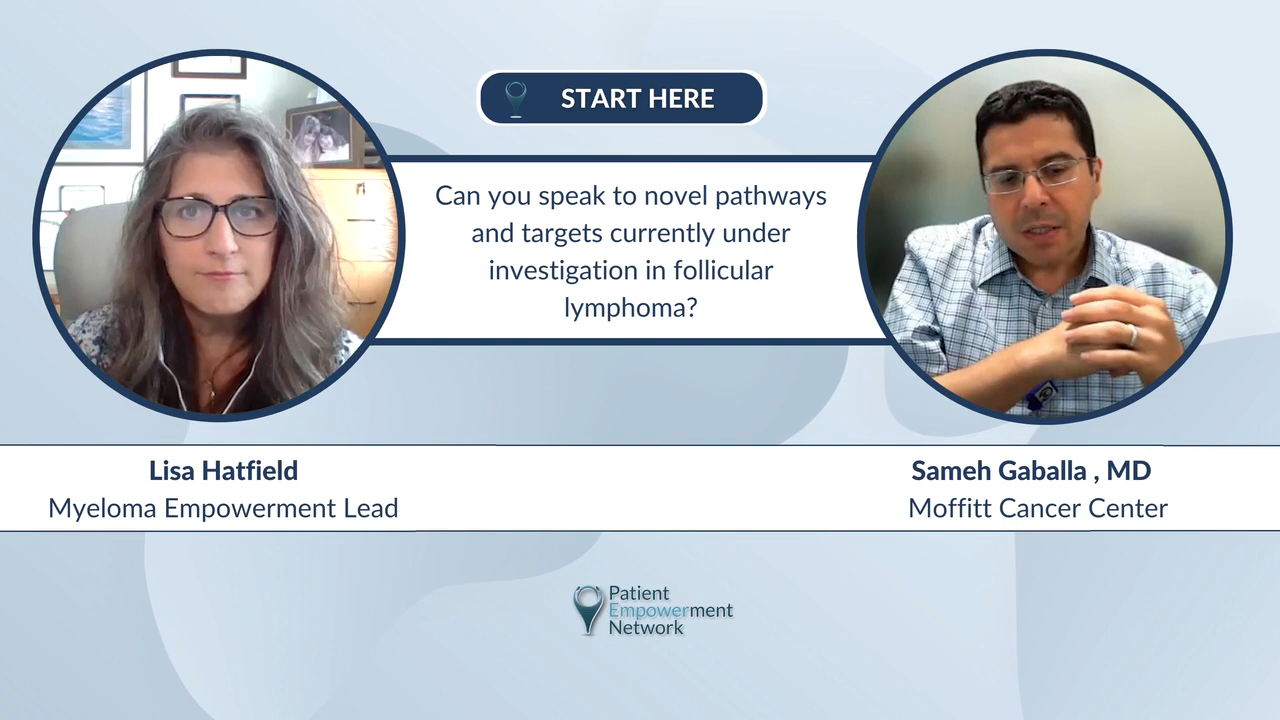 START HERE
Can you speak to novel pathways
and targets currently under
investigation in follicular
lymphoma?
Lisa Hatfield
Myeloma Empowerment Lead
Sameh Gaballa , MD
Moffitt Cancer Center
Patient
Empowerment
Network